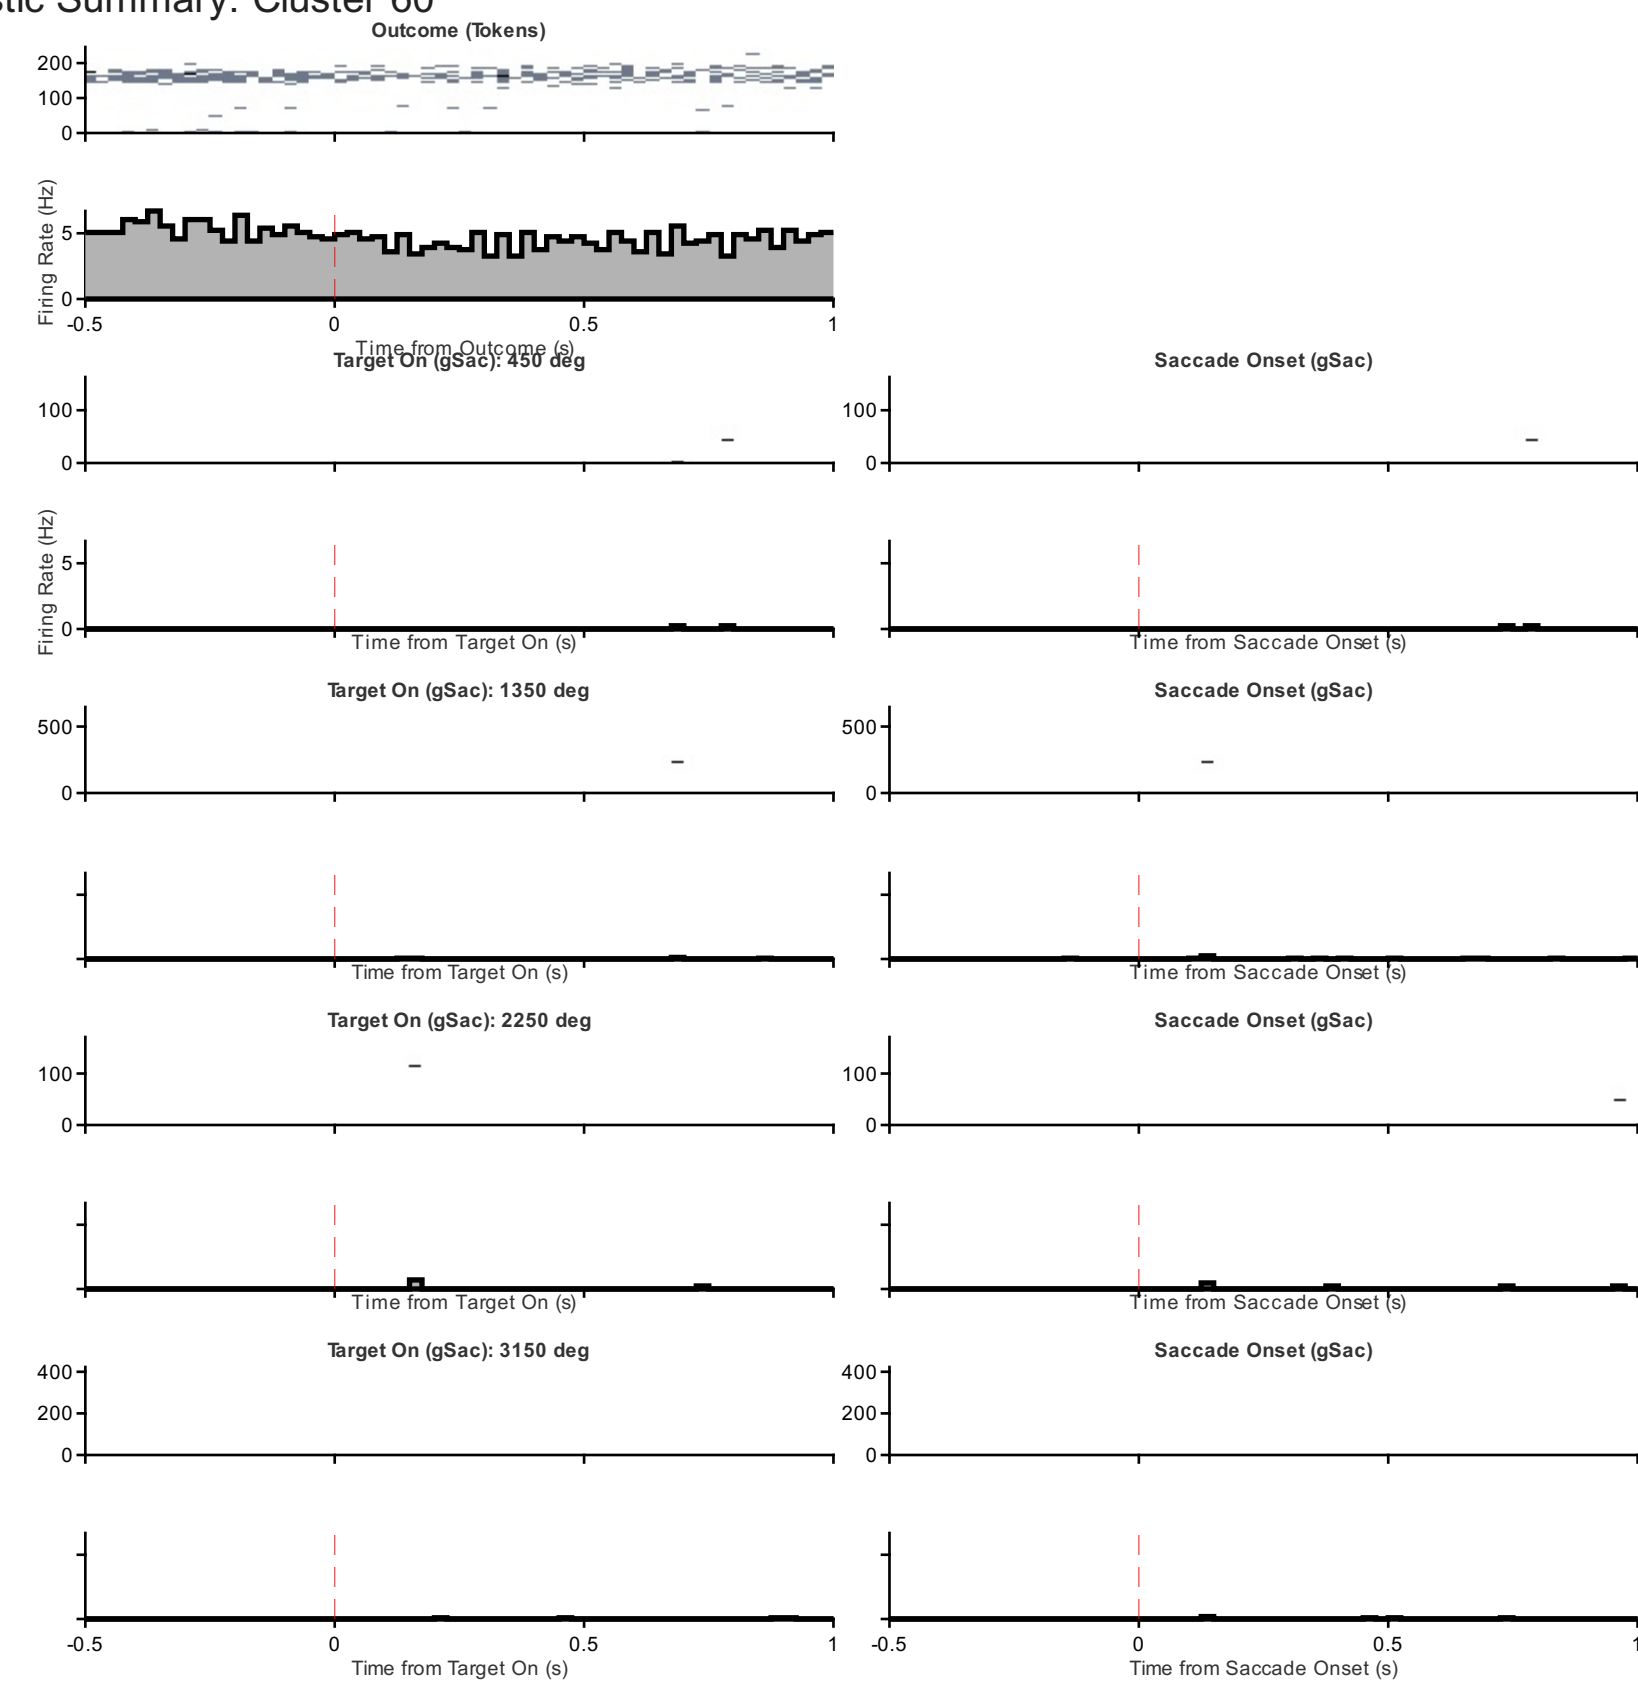 stic Summary: Cluster 60
Outcome (Tokens)
200
100
0
Firing Rate (Hz)
5
0
-0.5 0 0.5 1
Time from Outcome (s)
Target On (gSac): 450 deg
Saccade Onset (gSac)
100
0
100
0
Firing Rate (Hz)
5
0
Time from Target On (s)
Time from Saccade Onset (s)
Target On (gSac): 1350 deg
Saccade Onset (gSac)
500
0
500
0
Time from Target On (s)
Time from Saccade Onset (s)
Target On (gSac): 2250 deg
Saccade Onset (gSac)
100
0
100
0
Time from Target On (s)
Time from Saccade Onset (s)
Target On (gSac): 3150 deg
Saccade Onset (gSac)
400
200
0
400
200
0
-0.5 0 0.5 1
-0.5 0 0.5 1
Time from Target On (s)
Time from Saccade Onset (s)